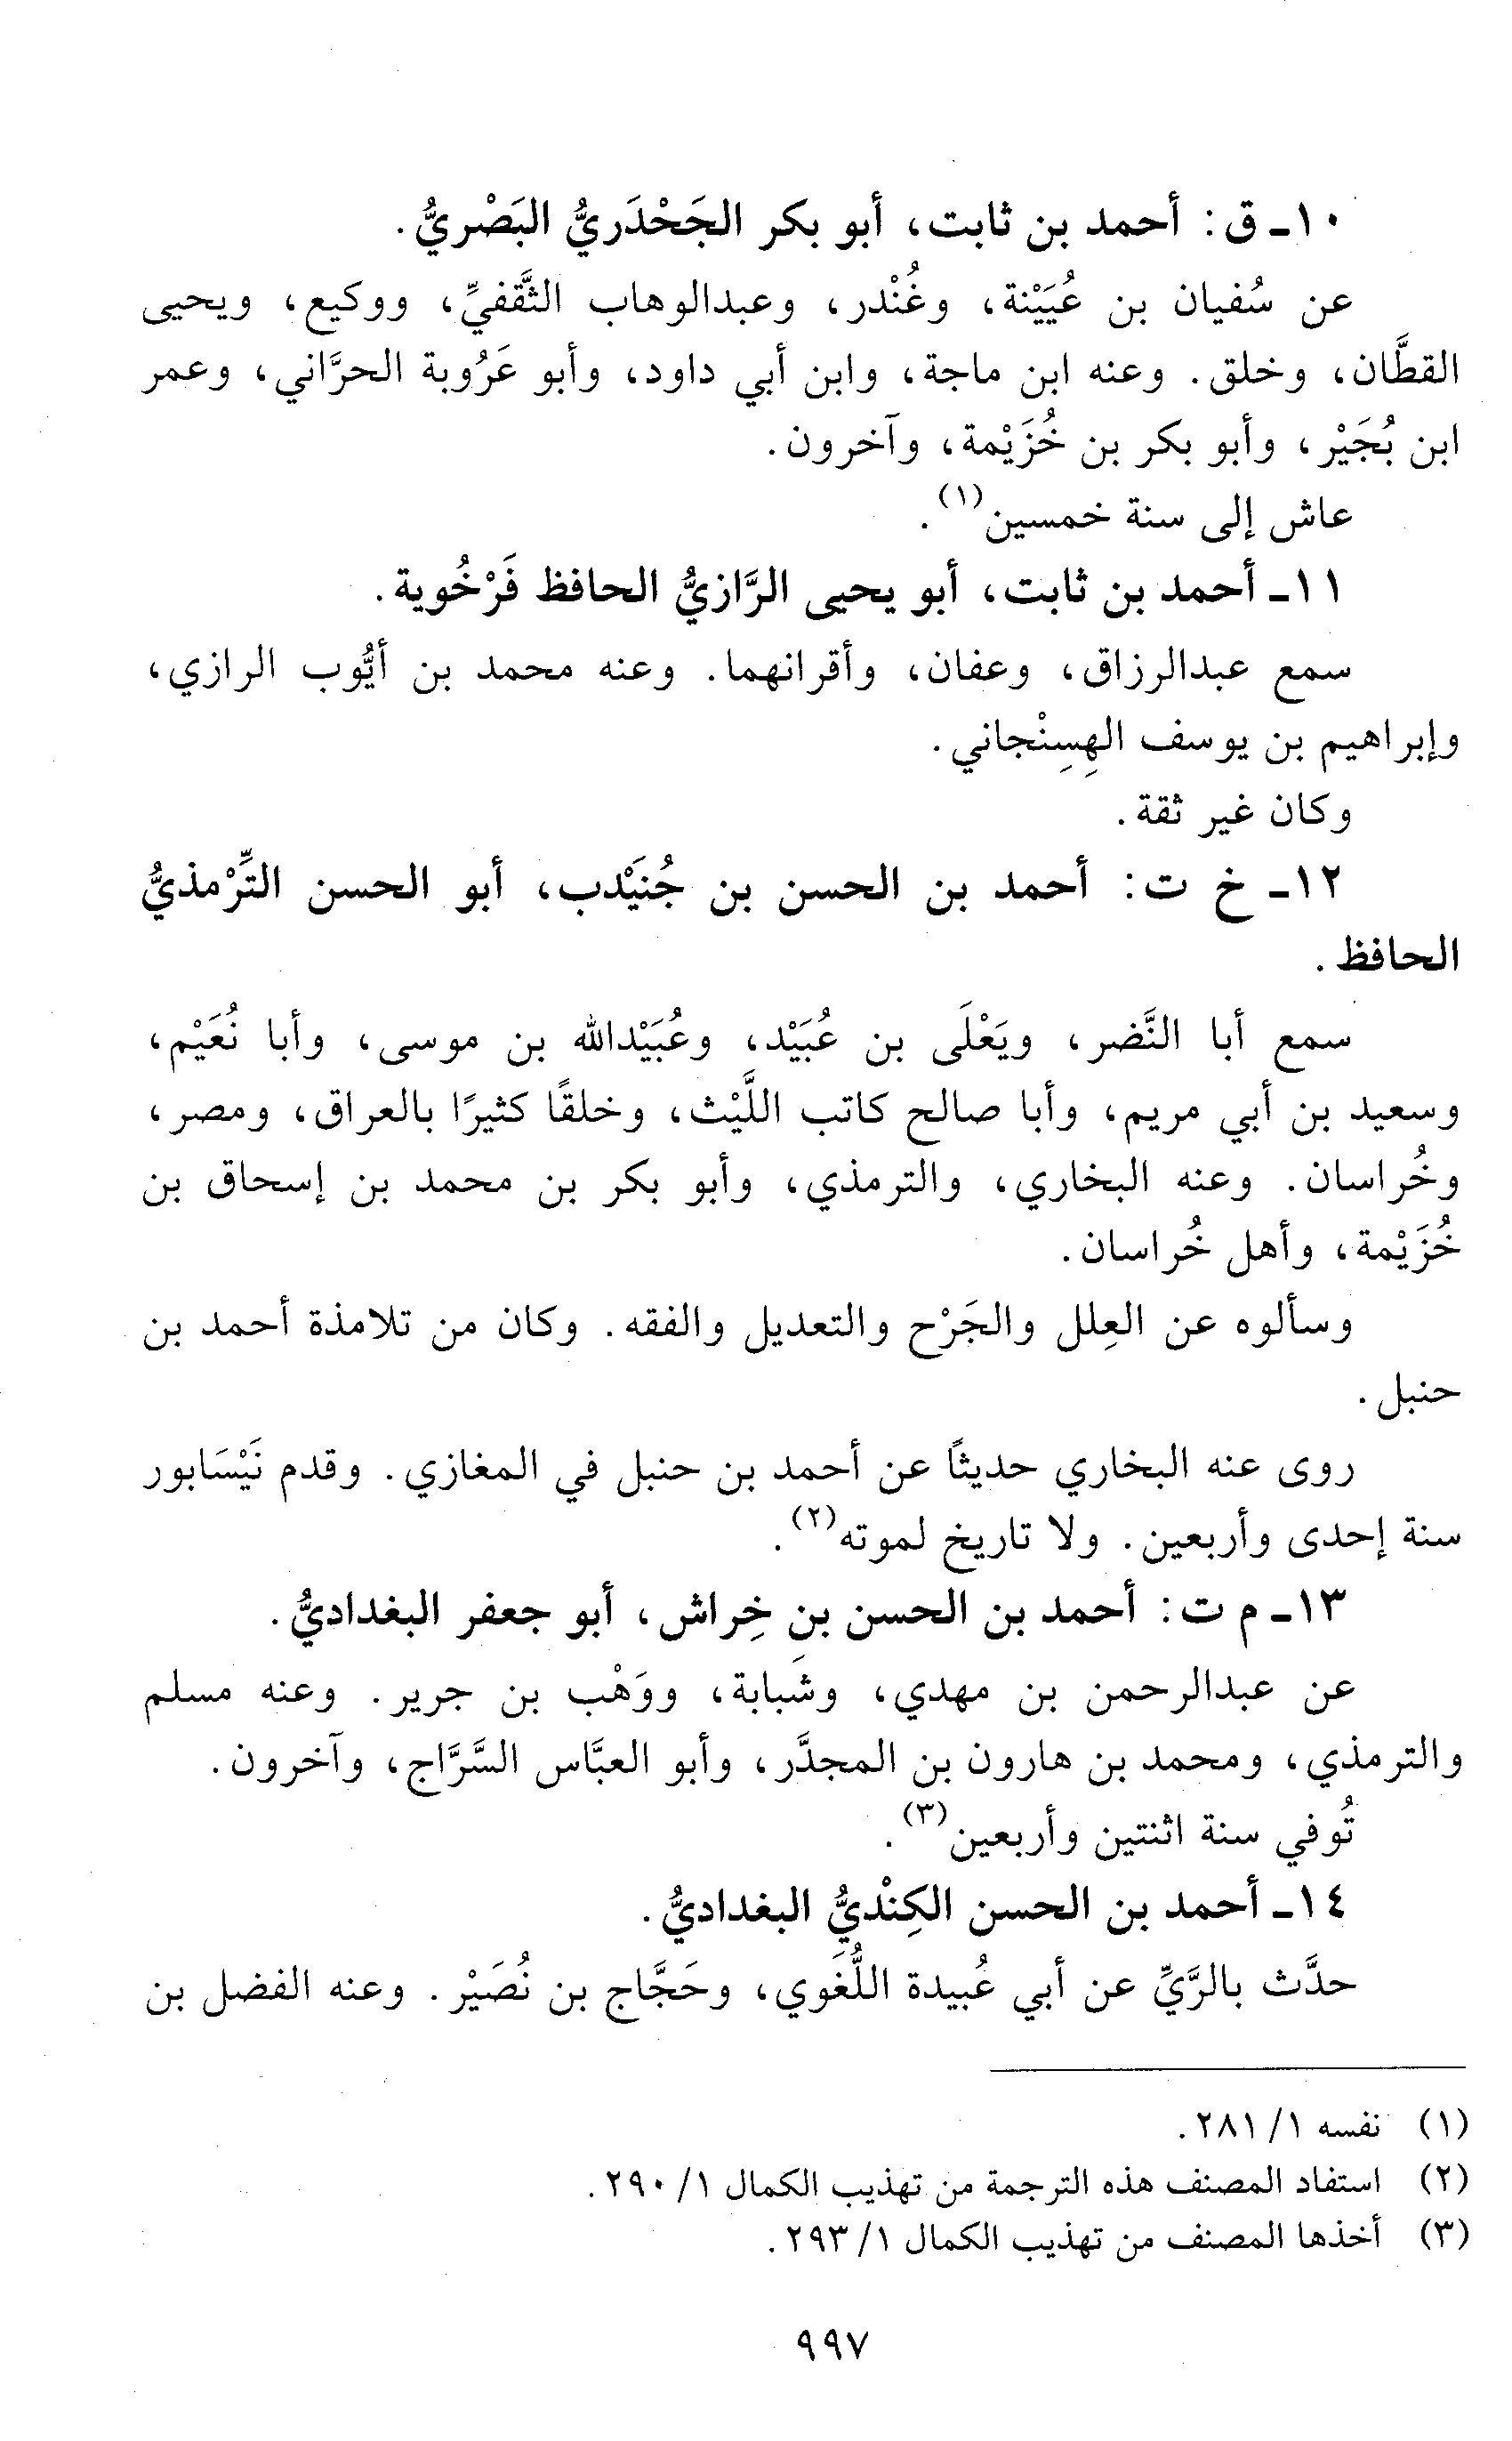 ١٠ـ ق: أحمد بن ثابت، أبو بكر الجَحْدَريُّ البَصْريُّ.
عن سُفيان بن عُيَيْنة، وغُنْدر، وعبدالوهاب الثَّقفيِّ، ووكيع، ويحيى
القطَّان، وخلق. وعنه ابن ماجة، وابن أبي داود، وأبو عَرُوبة الحرَّاني، وعمر
ابن بُجَيْر، وأبو بكر بن خُزَيْمة، وآخرون.
عاش إلى سنة خمسين(١).
١١ـ أحمد بن ثابت، أبو يحيى الرَّازيُّ الحافظ فَرْخُوية.
سمع عبدالرزاق، وعفان، وأقرانهما. وعنه محمد بن أيُّوب الرازي،
وإبراهيم بن يوسف الهِسِنْجاني.
وكان غير ثقة.
١٢ـ خ ت: أحمد بن الحسن بن جُنَيْدب، أبو الحسن التِّرْمذيُّ
الحافظ.
سمع أبا النَّضر، ويَعْلَى بن عُبَيْد، وعُبَيْدالله بن موسى، وأبا نُعَيْم،
وسعيد بن أبي مريم، وأبا صالح كاتب اللَّيْث، وخلقًا كثيرًا بالعراق، ومصر،
وخُراسان. وعنه البخاري، والترمذي، وأبو بكر بن محمد بن إسحاق بن
خُزَيْمة، وأهل خُراسان.
وسألوه عن العِلل والجَرْح والتعديل والفقه. وكان من تلامذة أحمد بن
حنبل.
روى عنه البخاري حديثًا عن أحمد بن حنبل في المغازي. وقدم نَيْسَابور
سنة إحدى وأربعين. ولا تاريخ لموته(٢).
١٣ـ م ت: أحمد بن الحسن بنِ خِراش، أبو جعفر البغداديُّ.
عن عبدالرحمن بن مهدي، وشَبابة، ووَهْب بن جرير. وعنه مسلم
والترمذي، ومحمد بن هارون بن المجدَّر، وأبو العبَّاس السَّرَّاج، وآخرون.
تُوفي سنة اثنتين وأربعين(٣).
١٤ـ أحمد بن الحسن الكِنْديُّ البغداديُّ.
حدَّث بالرَّيِّ عن أبي عُبيدة اللُّغَوي، وحَجَّاج بن نُصَيْر. وعنه الفضل بن
(١) نفسه ١/ ٢٨١.
(٢) استفاد المصنف هذه الترجمة من تهذيب الكمال ١/ ٢٩٠.
(٣) أخذها المصنف من تهذيب الكمال ١/ ٢٩٣.
٩٩٧